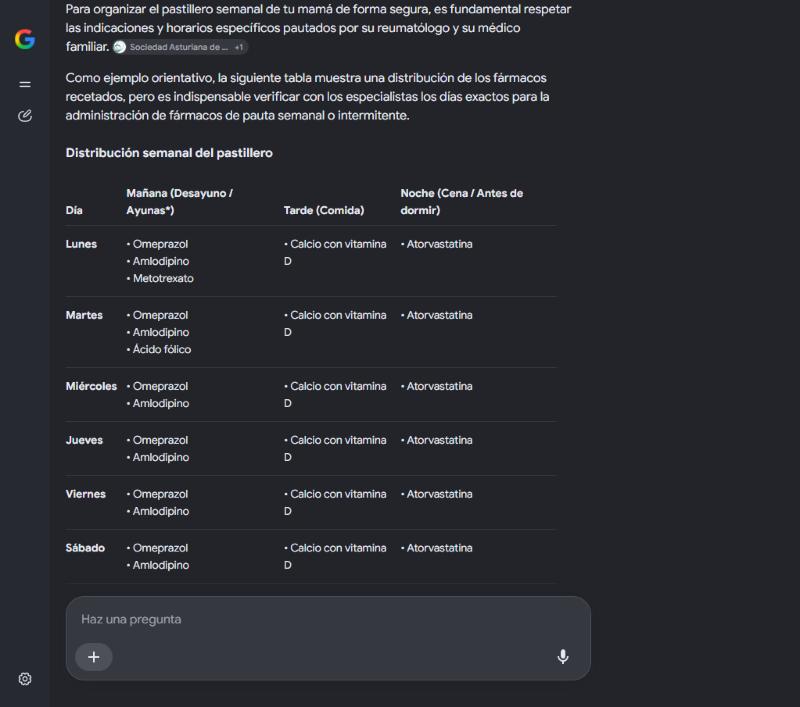 Para organizar el pastillero semanal de tu mamá de forma segura, es fundamental respetar
las indicaciones y horarios específicos pautados por su reumatólogo y su médico
familiar. Sociedad Asturiana de ... +1
Como ejemplo orientativo, la siguiente tabla muestra una distribución de los fármacos
recetados, pero es indispensable verificar con los especialistas los días exactos para la
administración de fármacos de pauta semanal o intermitente.
Distribución semanal del pastillero
Mañana (Desayuno / Noche (Cena / Antes de
Día Ayunas*) Tarde (Comida) dormir)
Lunes • Omeprazol • Calcio con vitamina • Atorvastatina
• Amlodipino D
• Metotrexato
Martes • Omeprazol • Calcio con vitamina • Atorvastatina
• Amlodipino D
• Ácido fólico
Miércoles • Omeprazol • Calcio con vitamina • Atorvastatina
• Amlodipino D
Jueves • Omeprazol • Calcio con vitamina • Atorvastatina
• Amlodipino D
Viernes • Omeprazol • Calcio con vitamina • Atorvastatina
• Amlodipino D
Sábado • Omeprazol • Calcio con vitamina • Atorvastatina
• Amlodipino D
Haz una pregunta